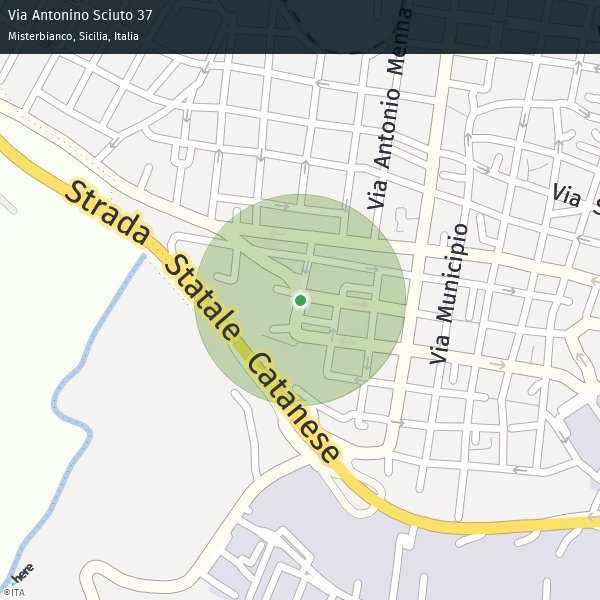 Via Antonino Sciuto 37
Misterbianco, Sicilia, Italia
Via Antonio Menna
Via S
Strada Statale Catanese
Via Municipio
here
©ITA